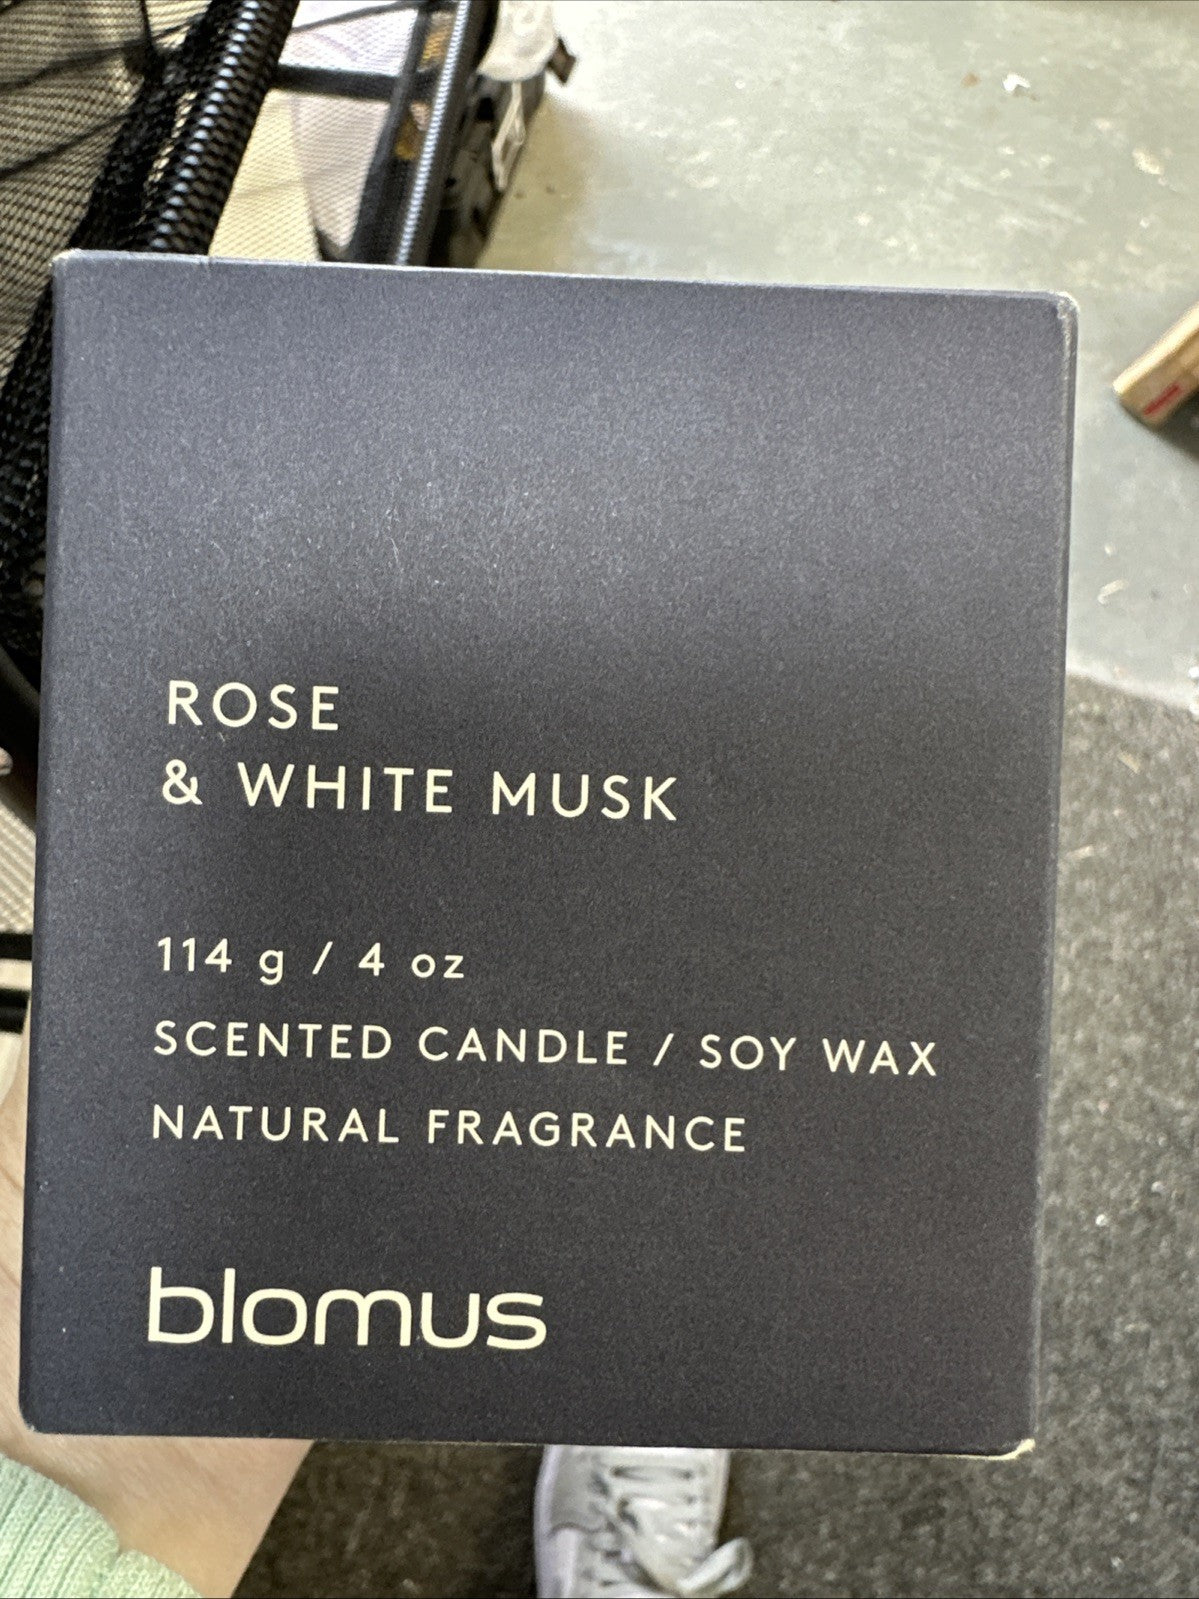 ROSE
& WHITE MUSK
114 g / 4 oz
SCENTED CANDLE / SOY WAX
NATURAL FRAGRANCE
blomus